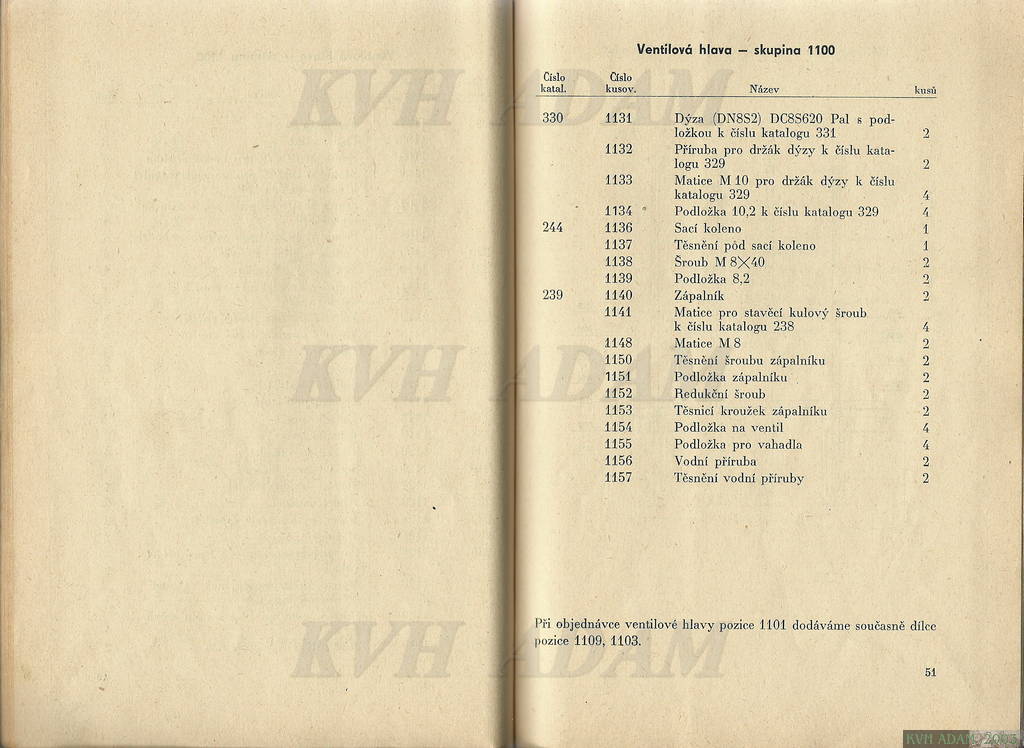 Ventilová hlava – skupina 1100
Číslo katal. Číslo kusov. Název kusů
330 1131 Dýza (DN8S2) DC8S620 Pal s pod-
ložkou k číslu katalogu 331 2
1132 Příruba pro držák dýzy k číslu kata-
logu 329 2
1133 Matice M 10 pro držák dýzy k číslu
katalogu 329 4
1134 Podložka 10,2 k číslu katalogu 329 4
244 1136 Sací koleno 1
1137 Těsnění pód sací koleno 1
1138 Šroub M 8×40 2
1139 Podložka 8,2 2
239 1140 Zápalník 2
1141 Matice pro stavěcí kulový šroub
k číslu katalogu 238 4
1148 Matice M 8 2
1150 Těsnění šroubu zápalníku 2
1151 Podložka zápalníku 2
1152 Redukční šroub 2
1153 Těsnicí kroužek zápalníku 2
1154 Podložka na ventil 4
1155 Podložka pro vahadla 4
1156 Vodní příruba 2
1157 Těsnění vodní příruby 2
Při objednávce ventilové hlavy pozice 1101 dodáváme současně dílce
pozice 1109, 1103.
51
KVH ADAM
KVH ADAM
KVH ADAM
KVH ADAM 2005